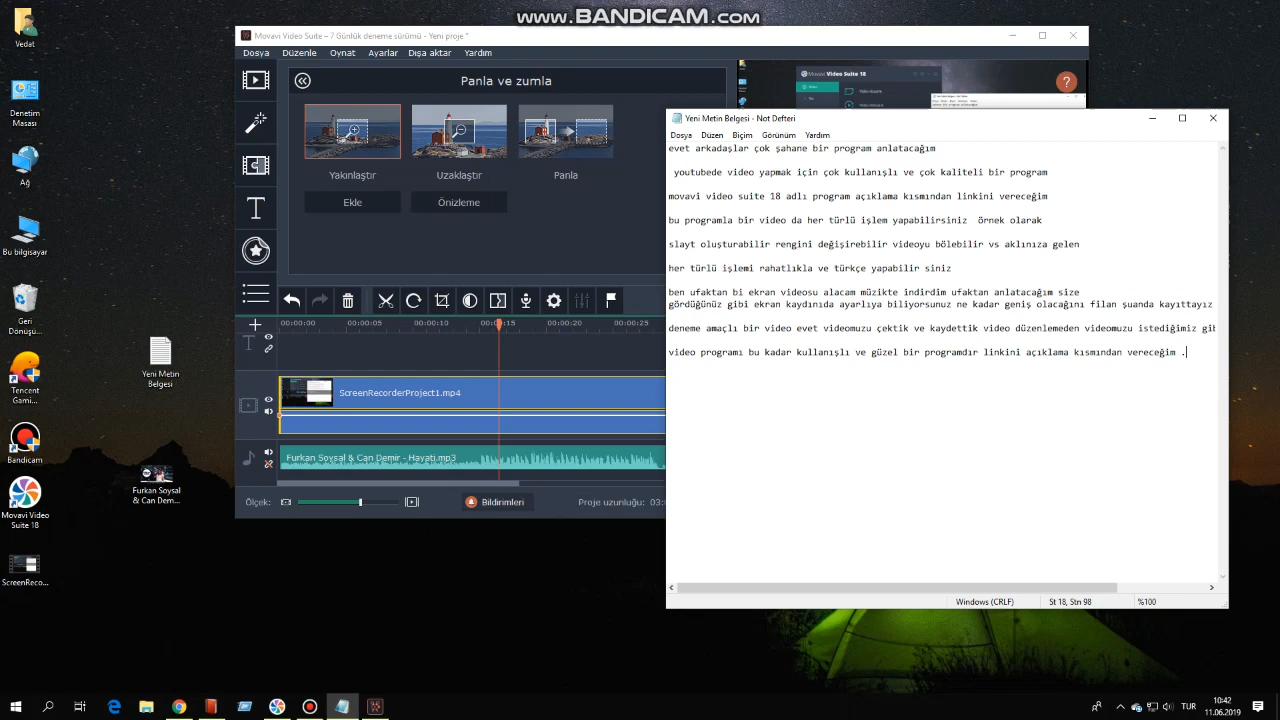 www.BANDICAM.com
Vedat
Denetim Masası
Ağ
Bu bilgisayar
Geri Dönü...
Tencent Gami...
Bandicam
Movavi Video Suite 18
ScreenReco...
Yeni Metin Belgesi
Furkan Soysal & Can Dem...
Movavi Video Suite – 7 Günlük deneme sürümü - Yeni proje *
Dosya Düzenle Oynat Ayarlar Dışa aktar Yardım
Panla ve zumla
Yakınlaştır Uzaklaştır Panla
Ekle Önizleme
Movavi Video Suite 18
?
00:00:00 00:00:05 00:00:10 00:00:15 00:00:20 00:00:25
ScreenRecorderProject1.mp4
Furkan Soysal & Can Demir - Hayatı.mp3
Ölçek: Bildirimleri Proje uzunluğu: 03:
Yeni Metin Belgesi - Not Defteri
Dosya Düzen Biçim Görünüm Yardım
evet arkadaşlar çok şahane bir program anlatacağım
youtubede video yapmak için çok kullanışlı ve çok kaliteli bir program
movavi video suite 18 adlı program açıklama kısmından linkini vereceğim
bu programla bir video da her türlü işlem yapabilirsiniz örnek olarak
slayt oluşturabilir rengini değişirebilir videoyu bölebilir vs aklınıza gelen
her türlü işlemi rahatlıkla ve türkçe yapabilir siniz
ben ufaktan bi ekran videosu alacam müzikte indirdim ufaktan anlatacağım size
gördüğünüz gibi ekran kaydınıda ayarlıya biliyorsunuz ne kadar geniş olacağını filan şuanda kayıttayız
deneme amaçlı bir video evet videomuzu çektik ve kaydettik video düzenlemeden videomuzu istediğimiz gib
video programı bu kadar kullanışlı ve güzel bir programdır linkini açıklama kısmından vereceğim .
Windows (CRLF) St 18, Stn 98 %100
TUR
10:42
11.06.2019